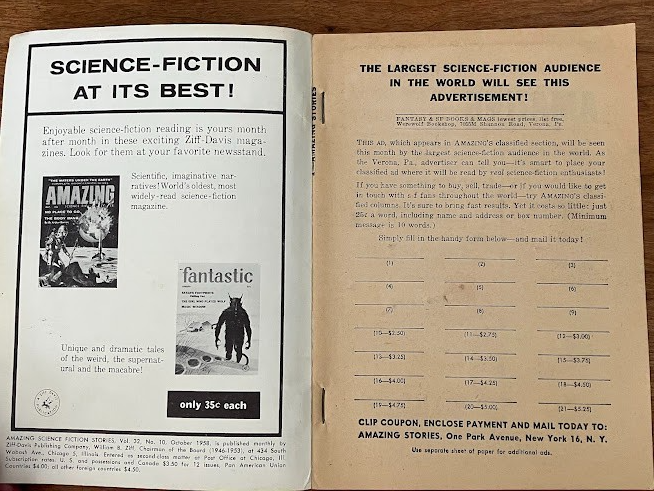 SCIENCE-FICTION
AT ITS BEST!
Enjoyable science-fiction reading is yours month
after month in these exciting Ziff-Davis maga-
zines. Look for them at your favorite newsstand.
"THE WATERS UNDER THE EARTH"
AMAZING
NO PLACE TO GO
Scientific, imaginative nar-
ratives! World's oldest, most
widely-read science-fiction
magazine.
fantastic
THE GIRL WHO PLAYED WOLF
Unique and dramatic tales
of the weird, the supernat-
ural and the macabre!
only 35c each
AMAZING SCIENCE FICTION STORIES, Vol. 32, No. 10, October 1958, is published monthly by
Ziff-Davis Publishing Company, William B. Ziff, Chairman of the Board (1946-1953), at 434 South
Wabash Ave., Chicago 5, Illinois. Entered as second-class matter at Post Office at Chicago, Ill.
Subscription rates: U. S. and possessions and Canada $3.50 for 12 issues, Pan American Union
Countries $4.00; all other foreign countries $4.50.
AMAZING STORIES
THE LARGEST SCIENCE-FICTION AUDIENCE
IN THE WORLD WILL SEE THIS
ADVERTISEMENT!
FANTASY & SF BOOKS & MAGS lowest prices, list free,
Werewolf Bookshop, 7055M Shannon Road, Verona, Pa.
THIS AD, which appears in AMAZING'S classified section, will be seen
this month by the largest science-fiction audience in the world. As
the Verona, Pa., advertiser can tell you—it's smart to place your
classified ad where it will be read by real science-fiction enthusiasts!
If you have something to buy, sell, trade—or if you would like to get
in touch with s-f fans throughout the world—try AMAZING'S classi-
fied columns. It's sure to bring fast results. Yet it costs so little: just
25¢ a word, including name and address or box number. (Minimum
message is 10 words.)
Simply fill in the handy form below—and mail it today!
(1) (2) (3)
(4) (5) (6)
(7) (8) (9)
(10—$2.50) (11—$2.75) (12—$3.00)
(13—$3.25) (14—$3.50) (15—$3.75)
(16—$4.00) (17—$4.25) (18—$4.50)
(19—$4.75) (20—$5.00) (21—$5.25)
CLIP COUPON, ENCLOSE PAYMENT AND MAIL TODAY TO:
AMAZING STORIES, One Park Avenue, New York 16, N. Y.
Use separate sheet of paper for additional ads.